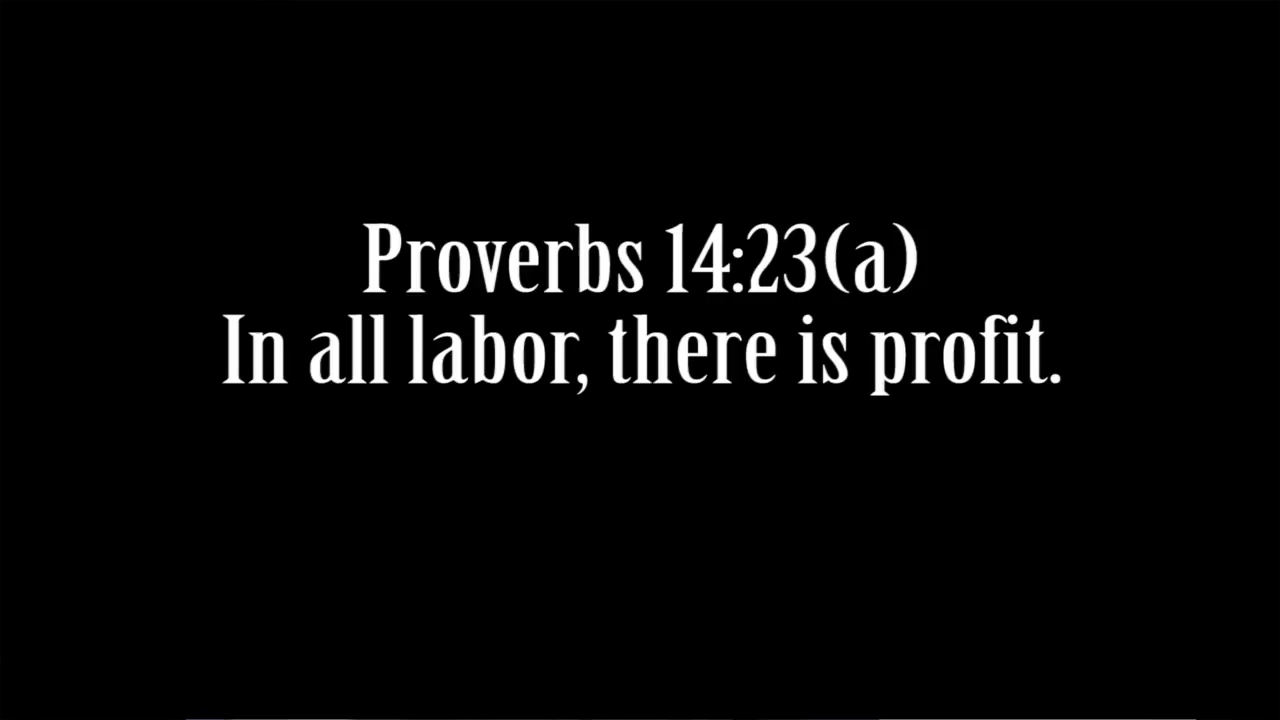 Proverbs 14:23(a)
In all labor, there is profit.